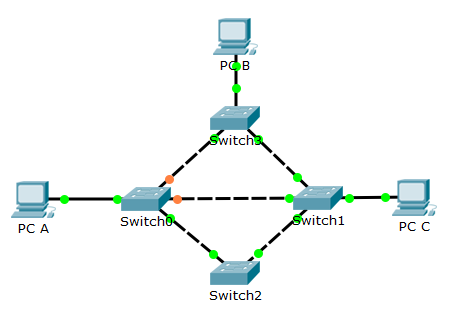 PC B
Switch3
PC A
Switch0
Switch1
PC C
Switch2